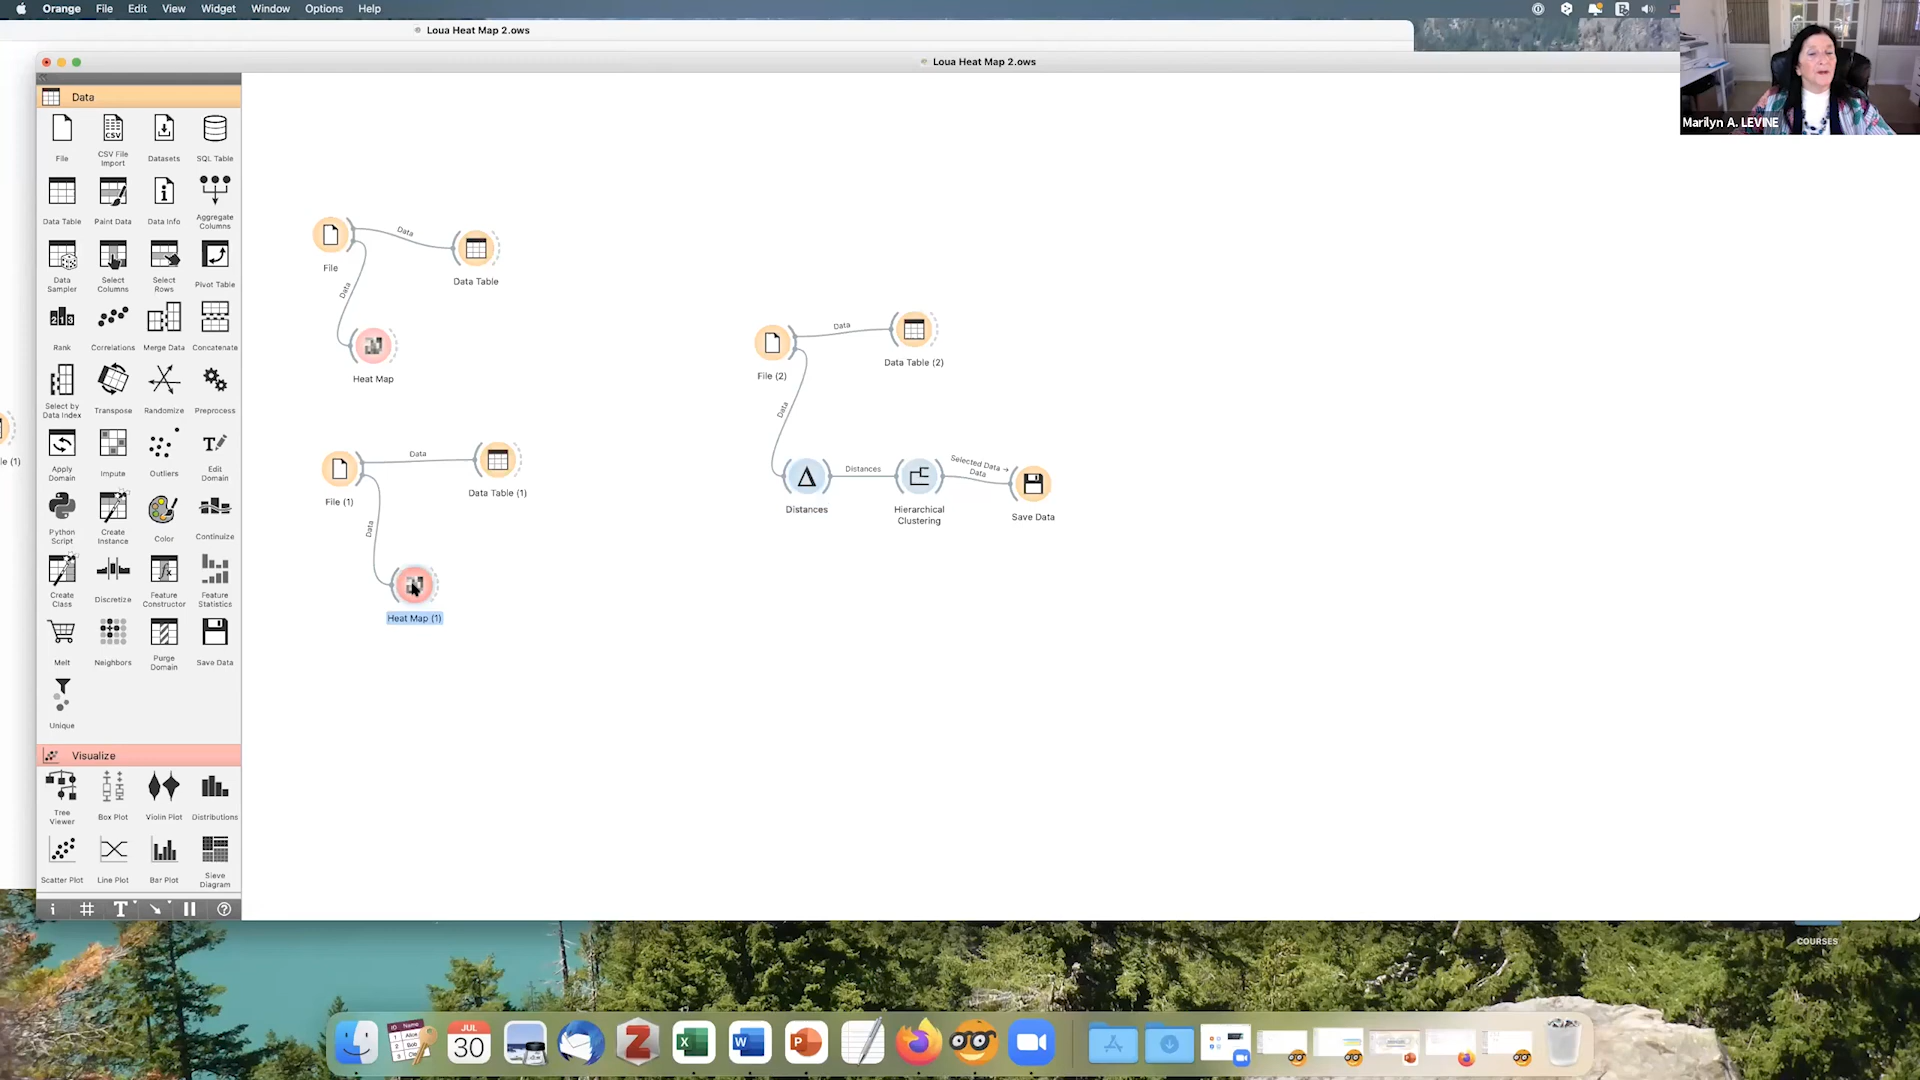 Orange File Edit View Widget Window Options Help
Loua Heat Map 2.ows
Loua Heat Map 2.ows
Marilyn A. LEVINE
Data
File
CSV File Import
Datasets
SQL Table
Data Table
Paint Data
Data Info
Aggregate Columns
Data Sampler
Select Columns
Select Rows
Pivot Table
Rank
Correlations
Merge Data
Concatenate
Select by Data Index
Transpose
Randomize
Preprocess
Apply Domain
Impute
Outliers
Edit Domain
Python Script
Create Instance
Color
Continuize
Create Class
Discretize
Feature Constructor
Feature Statistics
Melt
Neighbors
Purge Domain
Save Data
Unique
Visualize
Tree Viewer
Box Plot
Violin Plot
Distributions
Scatter Plot
Line Plot
Bar Plot
Sieve Diagram
le (1)
File
Data
Data Table
Data
Heat Map
File (1)
Data
Data Table (1)
Data
Heat Map (1)
File (2)
Data
Data Table (2)
Data
Distances
Distances
Hierarchical
Clustering
Selected Data →
Data
Save Data
COURSES
JUL
30